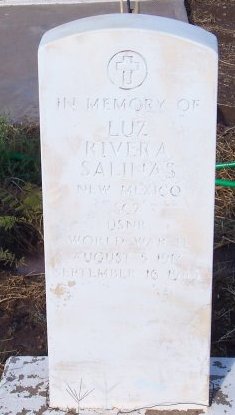 IN MEMORY OF
LUZ
RIVERA
SALINAS
NEW MEXICO
USNR
WORLD WAR II
AUGUST 5
SEPTEMBER 16